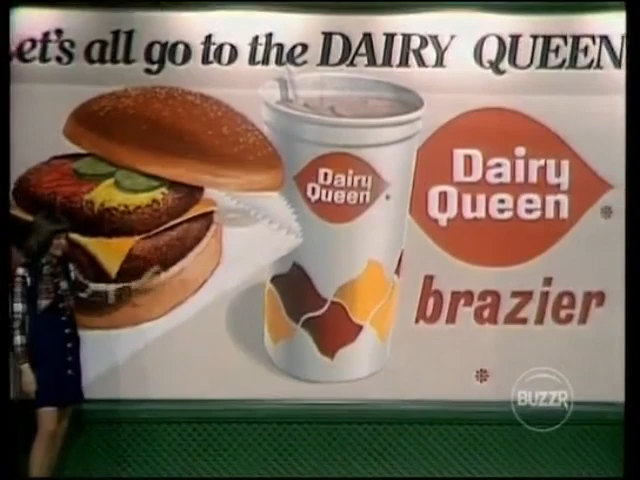 et's all go to the DAIRY QUEEN
Dairy
Queen
Dairy
Queen
brazier
BUZZR